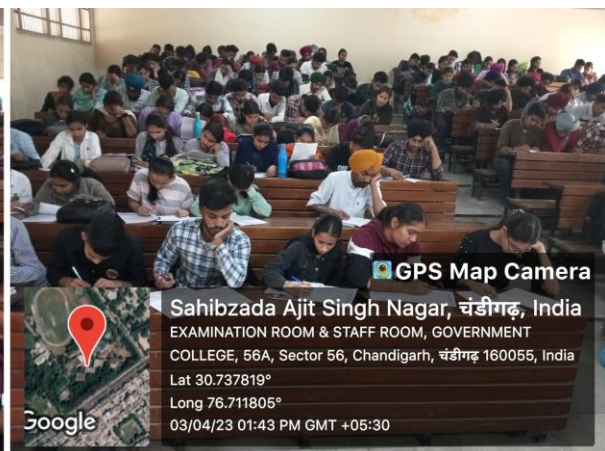 GPS Map Camera
Sahibzada Ajit Singh Nagar, चंडीगढ़, India
EXAMINATION ROOM & STAFF ROOM, GOVERNMENT
COLLEGE, 56A, Sector 56, Chandigarh, चंडीगढ़ 160055, India
Lat 30.737819°
Long 76.711805°
03/04/23 01:43 PM GMT +05:30
Google